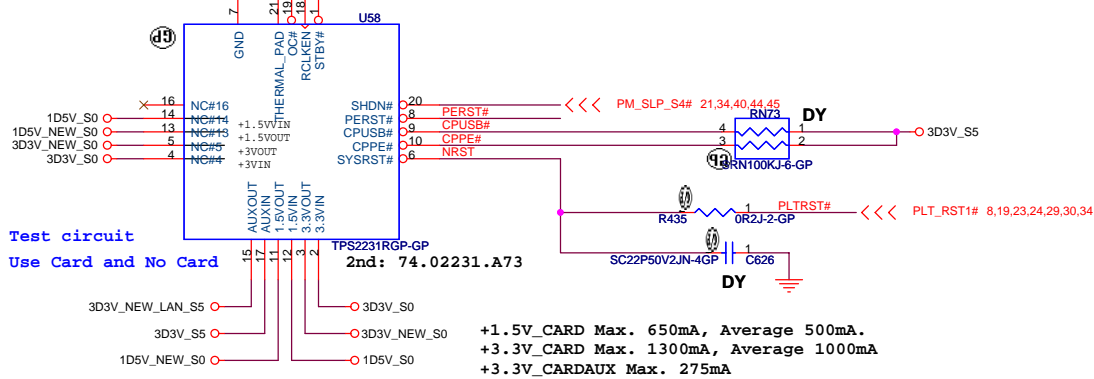 7
21
19
18
1
U58
GP
GND
THERMAL_PAD
OC#
RCLKEN
STBY#
16 NC#16
SHDN# 20
PM_SLP_S4# 21,34,40,44,45
1D5V_S0 14 NC#14
+1.5VVIN
PERST# 8 PERST#
RN73 DY
1D5V_NEW_S0 13 NC#13
+1.5VOUT
CPUSB# 9 CPUSB# 4 1
3D3V_S5
3D3V_NEW_S0 5 NC#5
+3VOUT
CPPE# 10 CPPE# 3 2
3D3V_S0 4 NC#4
+3VIN
SYSRST# 6 NRST
GP
SRN100KJ-6-GP
AUXOUT
AUXIN
1.5VOUT
1.5VIN
3.3VOUT
3.3VIN
R435 1 PLTRST#
0R2J-2-GP
PLT_RST1# 8,19,23,24,29,30,34
Test circuit
TPS2231RGP-GP
Use Card and No Card
15
17
11
12
3
2
2nd: 74.02231.A73
SC22P50V2JN-4GP 1 C626
DY
3D3V_NEW_LAN_S5
3D3V_S0
3D3V_S5
3D3V_NEW_S0
1D5V_NEW_S0
1D5V_S0
+1.5V_CARD Max. 650mA, Average 500mA.
+3.3V_CARD Max. 1300mA, Average 1000mA
+3.3V_CARDAUX Max. 275mA